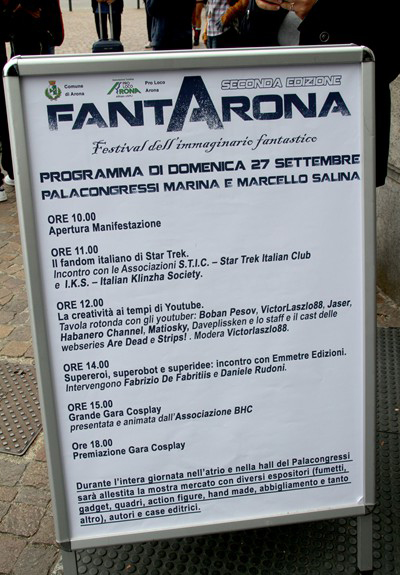 Comune
di Arona
Pro Loco
Arona
SECONDA EDIZIONE
FANTARONA
Festival dell'immaginario fantastico
PROGRAMMA DI DOMENICA 27 SETTEMBRE
PALACONGRESSI MARINA E MARCELLO SALINA
ORE 10.00
Apertura Manifestazione
ORE 11.00
Il fandom italiano di Star Trek.
Incontro con le Associazioni S.T.I.C. – Star Trek Italian Club
e I.K.S. – Italian Klinzha Society.
ORE 12.00
La creatività ai tempi di Youtube.
Tavola rotonda con gli youtuber: Boban Pesov, VictorLaszlo88, Jaser,
Habanero Channel, Matiosky, Daveplissken e lo staff e il cast delle
webseries Are Dead e Strips! . Modera Victorlaszlo88.
ORE 14.00
Supereroi, superobot e superidee: incontro con Emmetre Edizioni.
Intervengono Fabrizio De Fabritiis e Daniele Rudoni.
ORE 15.00
Grande Gara Cosplay
presentata e animata dall'Associazione BHC
Ore 18.00
Premiazione Gara Cosplay
Durante l'intera giornata nell'atrio e nella hall del Palacongressi
sarà allestita la mostra mercato con diversi espositori (fumetti,
gadget, quadri, action figure, hand made, abbigliamento e tanto
altro), autori e case editrici.